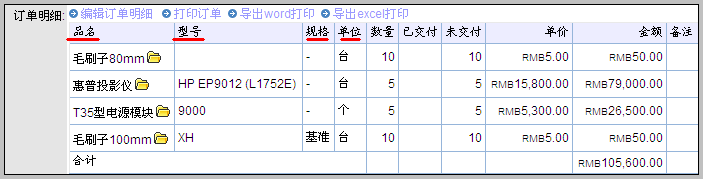 订单明细: 编辑订单明细 打印订单 导出word打印 导出excel打印
品名 型号 规格 单位 数量 已交付 未交付 单价 金额 备注
毛刷子80mm - 台 10 10 RMB5.00 RMB50.00
惠普投影仪 HP EP9012 (L1752E) - 台 5 5 RMB15,800.00 RMB79,000.00
T35型电源模块 9000 - 个 5 5 RMB5,300.00 RMB26,500.00
毛刷子100mm XH 基准 台 10 10 RMB5.00 RMB50.00
合计 RMB105,600.00